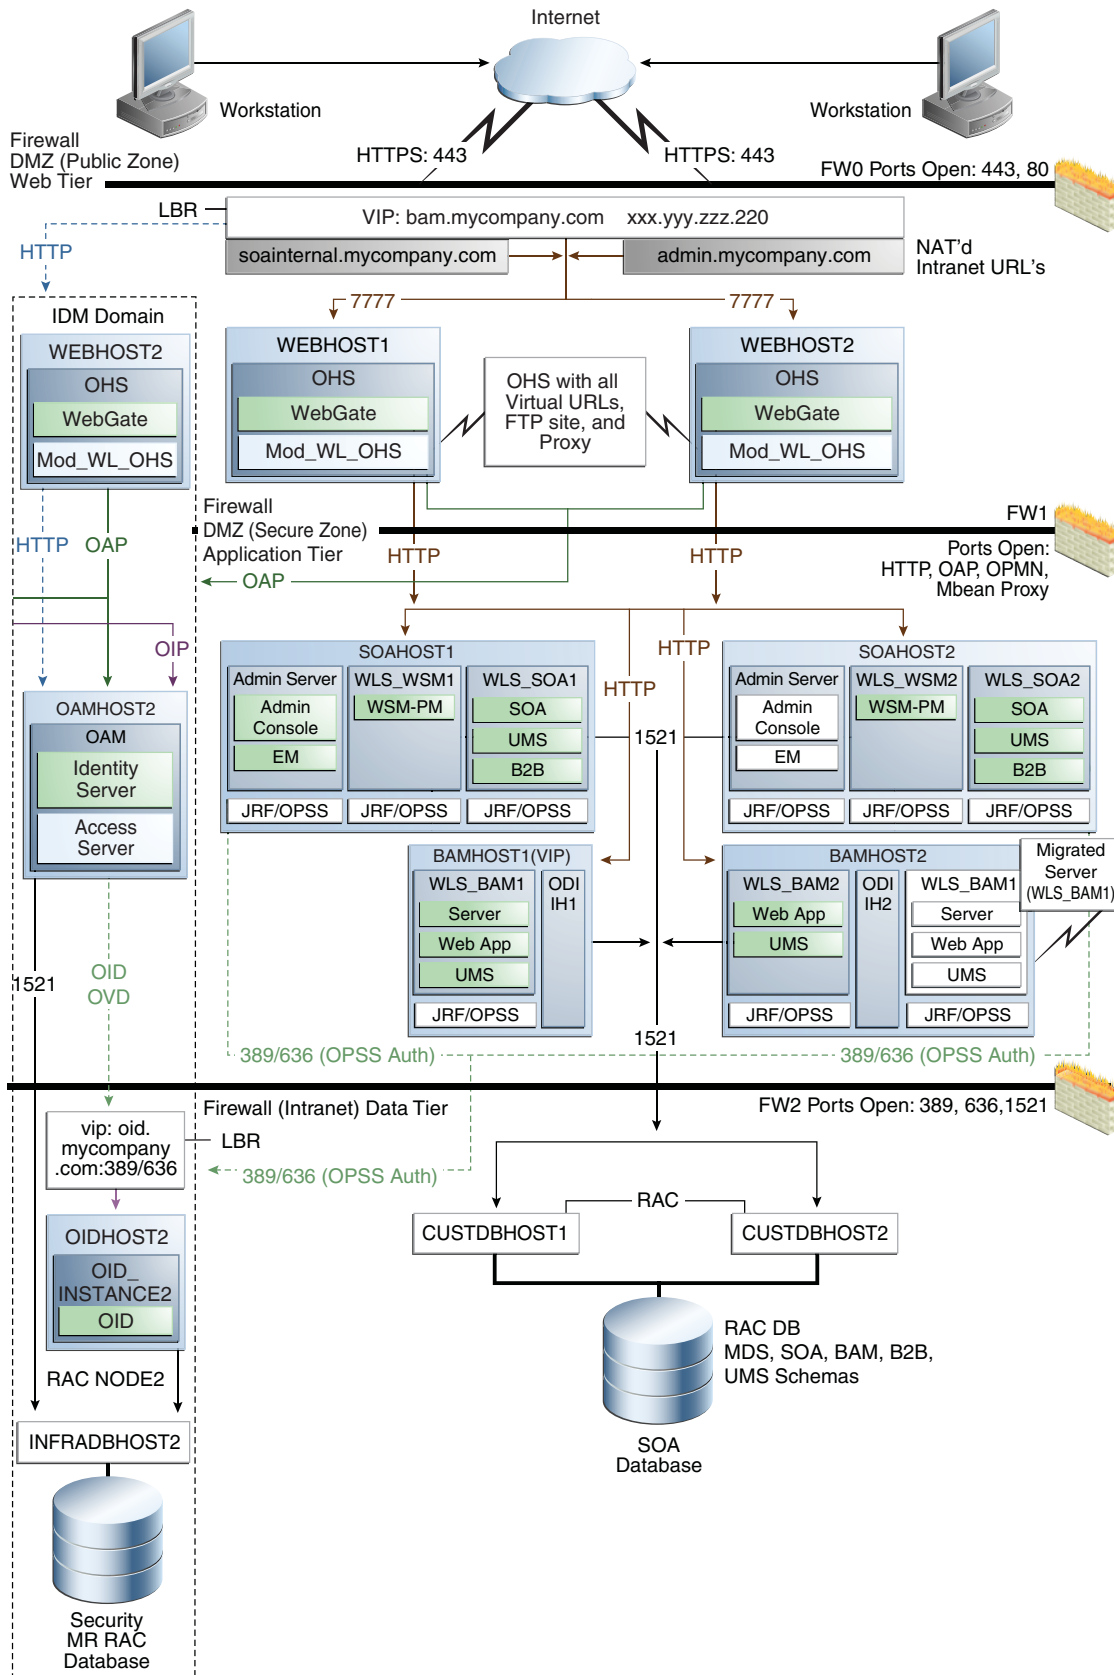 Internet
Workstation
Workstation
Firewall
DMZ (Public Zone)
Web Tier
HTTPS: 443
HTTPS: 443
FW0 Ports Open: 443, 80
LBR
VIP: bam.mycompany.com xxx.yyy.zzz.220
HTTP
soainternal.mycompany.com
admin.mycompany.com
NAT'd
Intranet URL's
7777
7777
IDM Domain
WEBHOST2
OHS
WebGate
Mod_WL_OHS
WEBHOST1
OHS
WebGate
Mod_WL_OHS
OHS with all
Virtual URLs,
FTP site, and
Proxy
WEBHOST2
OHS
WebGate
Mod_WL_OHS
HTTP
OAP
Firewall
DMZ (Secure Zone)
Application Tier
FW1
HTTP
HTTP
OAP
Ports Open:
HTTP, OAP, OPMN,
Mbean Proxy
OIP
HTTP
HTTP
SOAHOST1
Admin Server
Admin
Console
EM
WLS_WSM1
WSM-PM
WLS_SOA1
SOA
UMS
B2B
JRF/OPSS
JRF/OPSS
JRF/OPSS
1521
SOAHOST2
Admin Server
Admin
Console
EM
WLS_WSM2
WSM-PM
WLS_SOA2
SOA
UMS
B2B
JRF/OPSS
JRF/OPSS
JRF/OPSS
OAMHOST2
OAM
Identity
Server
Access
Server
BAMHOST1(VIP)
WLS_BAM1
Server
Web App
UMS
JRF/OPSS
ODI
IH1
BAMHOST2
WLS_BAM2
Web App
UMS
JRF/OPSS
ODI
IH2
WLS_BAM1
Server
Web App
UMS
JRF/OPSS
Migrated
Server
(WLS_BAM1)
1521
OID
OVD
1521
389/636 (OPSS Auth)
389/636 (OPSS Auth)
Firewall (Intranet) Data Tier
FW2 Ports Open: 389, 636,1521
vip: oid.
mycompany
.com:389/636
LBR
389/636 (OPSS Auth)
RAC
CUSTDBHOST1
CUSTDBHOST2
OIDHOST2
OID_
INSTANCE2
OID
RAC NODE2
RAC DB
MDS, SOA, BAM, B2B,
UMS Schemas
SOA
Database
INFRADBHOST2
Security
MR RAC
Database